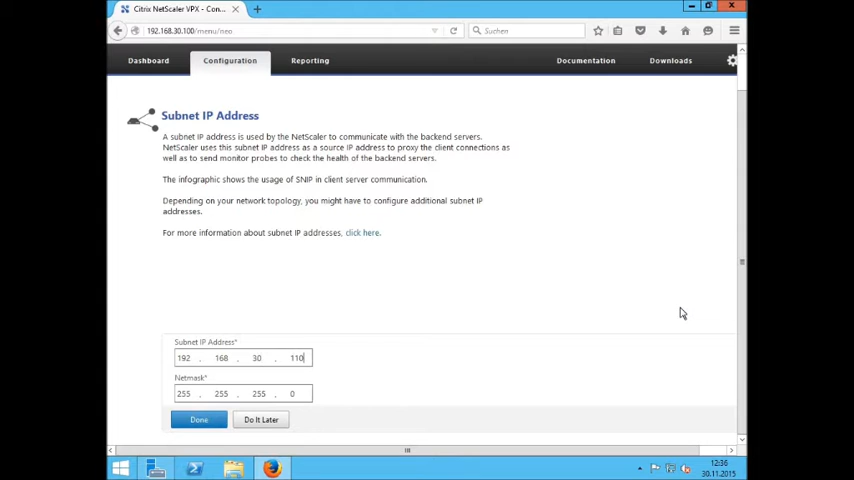 Citrix NetScaler VPX - Con...
192.168.30.100/menu/neo
Suchen
Dashboard
Configuration
Reporting
Documentation
Downloads
Subnet IP Address
A subnet IP address is used by the NetScaler to communicate with the backend servers.
NetScaler uses this subnet IP address as a source IP address to proxy the client connections as
well as to send monitor probes to check the health of the backend servers.
The infographic shows the usage of SNIP in client server communication.
Depending on your network topology, you might have to configure additional subnet IP
addresses.
For more information about subnet IP addresses, click here.
Subnet IP Address*
192 . 168 . 30 . 110
Netmask*
255 . 255 . 255 . 0
Done
Do It Later
12:36
30.11.2015